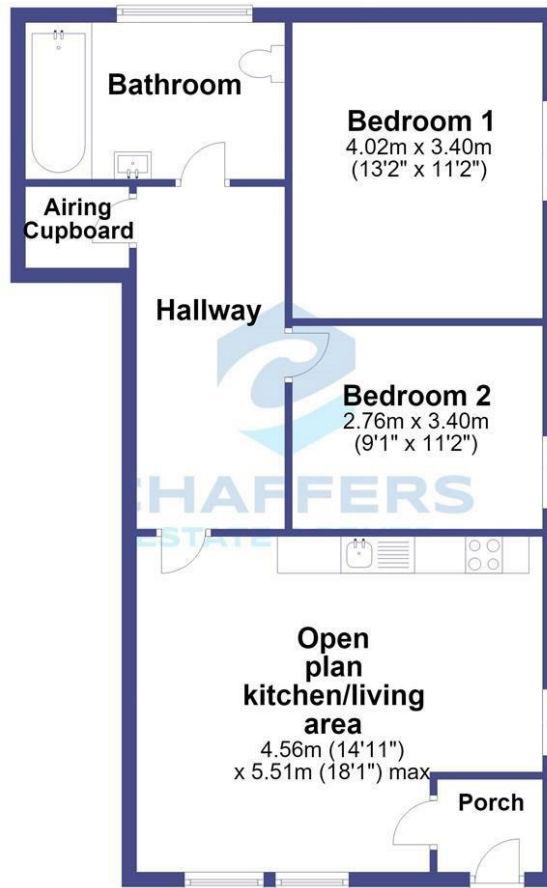 Bathroom
Bedroom 1
4.02m x 3.40m
(13'2" x 11'2")
Airing
Cupboard
Hallway
Bedroom 2
2.76m x 3.40m
(9'1" x 11'2")
CHAFFERS
ESTATE
Open
plan
kitchen/living
area
4.56m (14'11")
x 5.51m (18'1") max
Porch